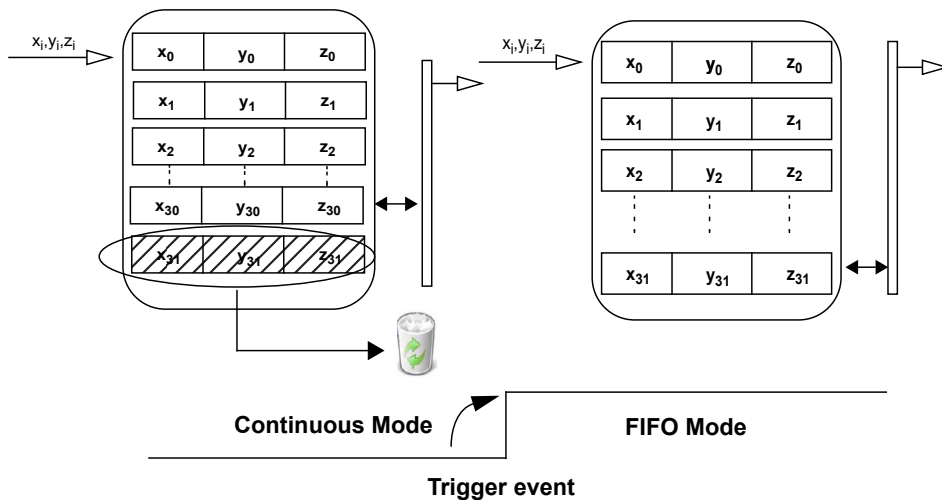 xᵢ,yᵢ,zᵢ
x₀ y₀ z₀
x₁ y₁ z₁
x₂ y₂ z₂
x₃₀ y₃₀ z₃₀
x₃₁ y₃₁ z₃₁
xᵢ,yᵢ,zᵢ
x₀ y₀ z₀
x₁ y₁ z₁
x₂ y₂ z₂
x₃₁ y₃₁ z₃₁
Continuous Mode
FIFO Mode
Trigger event